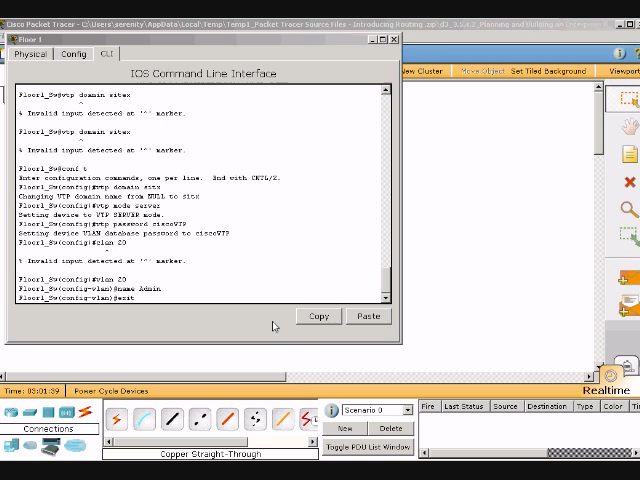 Cisco Packet Tracer - C:\Users\serenity\AppData\Local\Temp\Temp1_Packet Tracer Source Files - Introducing Routing .zip\d3_3.5.4.2_Planning and Building an Enterprise
Floor 1
Physical
Config
CLI
IOS Command Line Interface
New Cluster
Move Object
Set Tiled Background
Viewport
Floor1_Sw#vtp domain sitex
^
% Invalid input detected at '^' marker.
Floor1_Sw#vtp domain sitex
^
% Invalid input detected at '^' marker.
Floor1_Sw#conf t
Enter configuration commands, one per line. End with CNTL/Z.
Floor1_Sw(config)#vtp domain sitx
Changing VTP domain name from NULL to sitx
Floor1_Sw(config)#vtp mode server
Setting device to VTP SERVER mode.
Floor1_Sw(config)#vtp password ciscoVTP
Setting device VLAN database password to ciscoVTP
Floor1_Sw(config)#clan 20
^
% Invalid input detected at '^' marker.
Floor1_Sw(config)#vlan 20
Floor1_Sw(config-vlan)#name Admin
Floor1_Sw(config-vlan)#exit
Copy
Paste
Time: 03:01:39
Power Cycle Devices
Realtime
Connections
Copper Straight-Through
Scenario 0
New
Delete
Toggle PDU List Window
Fire
Last Status
Source
Destination
Type
Color